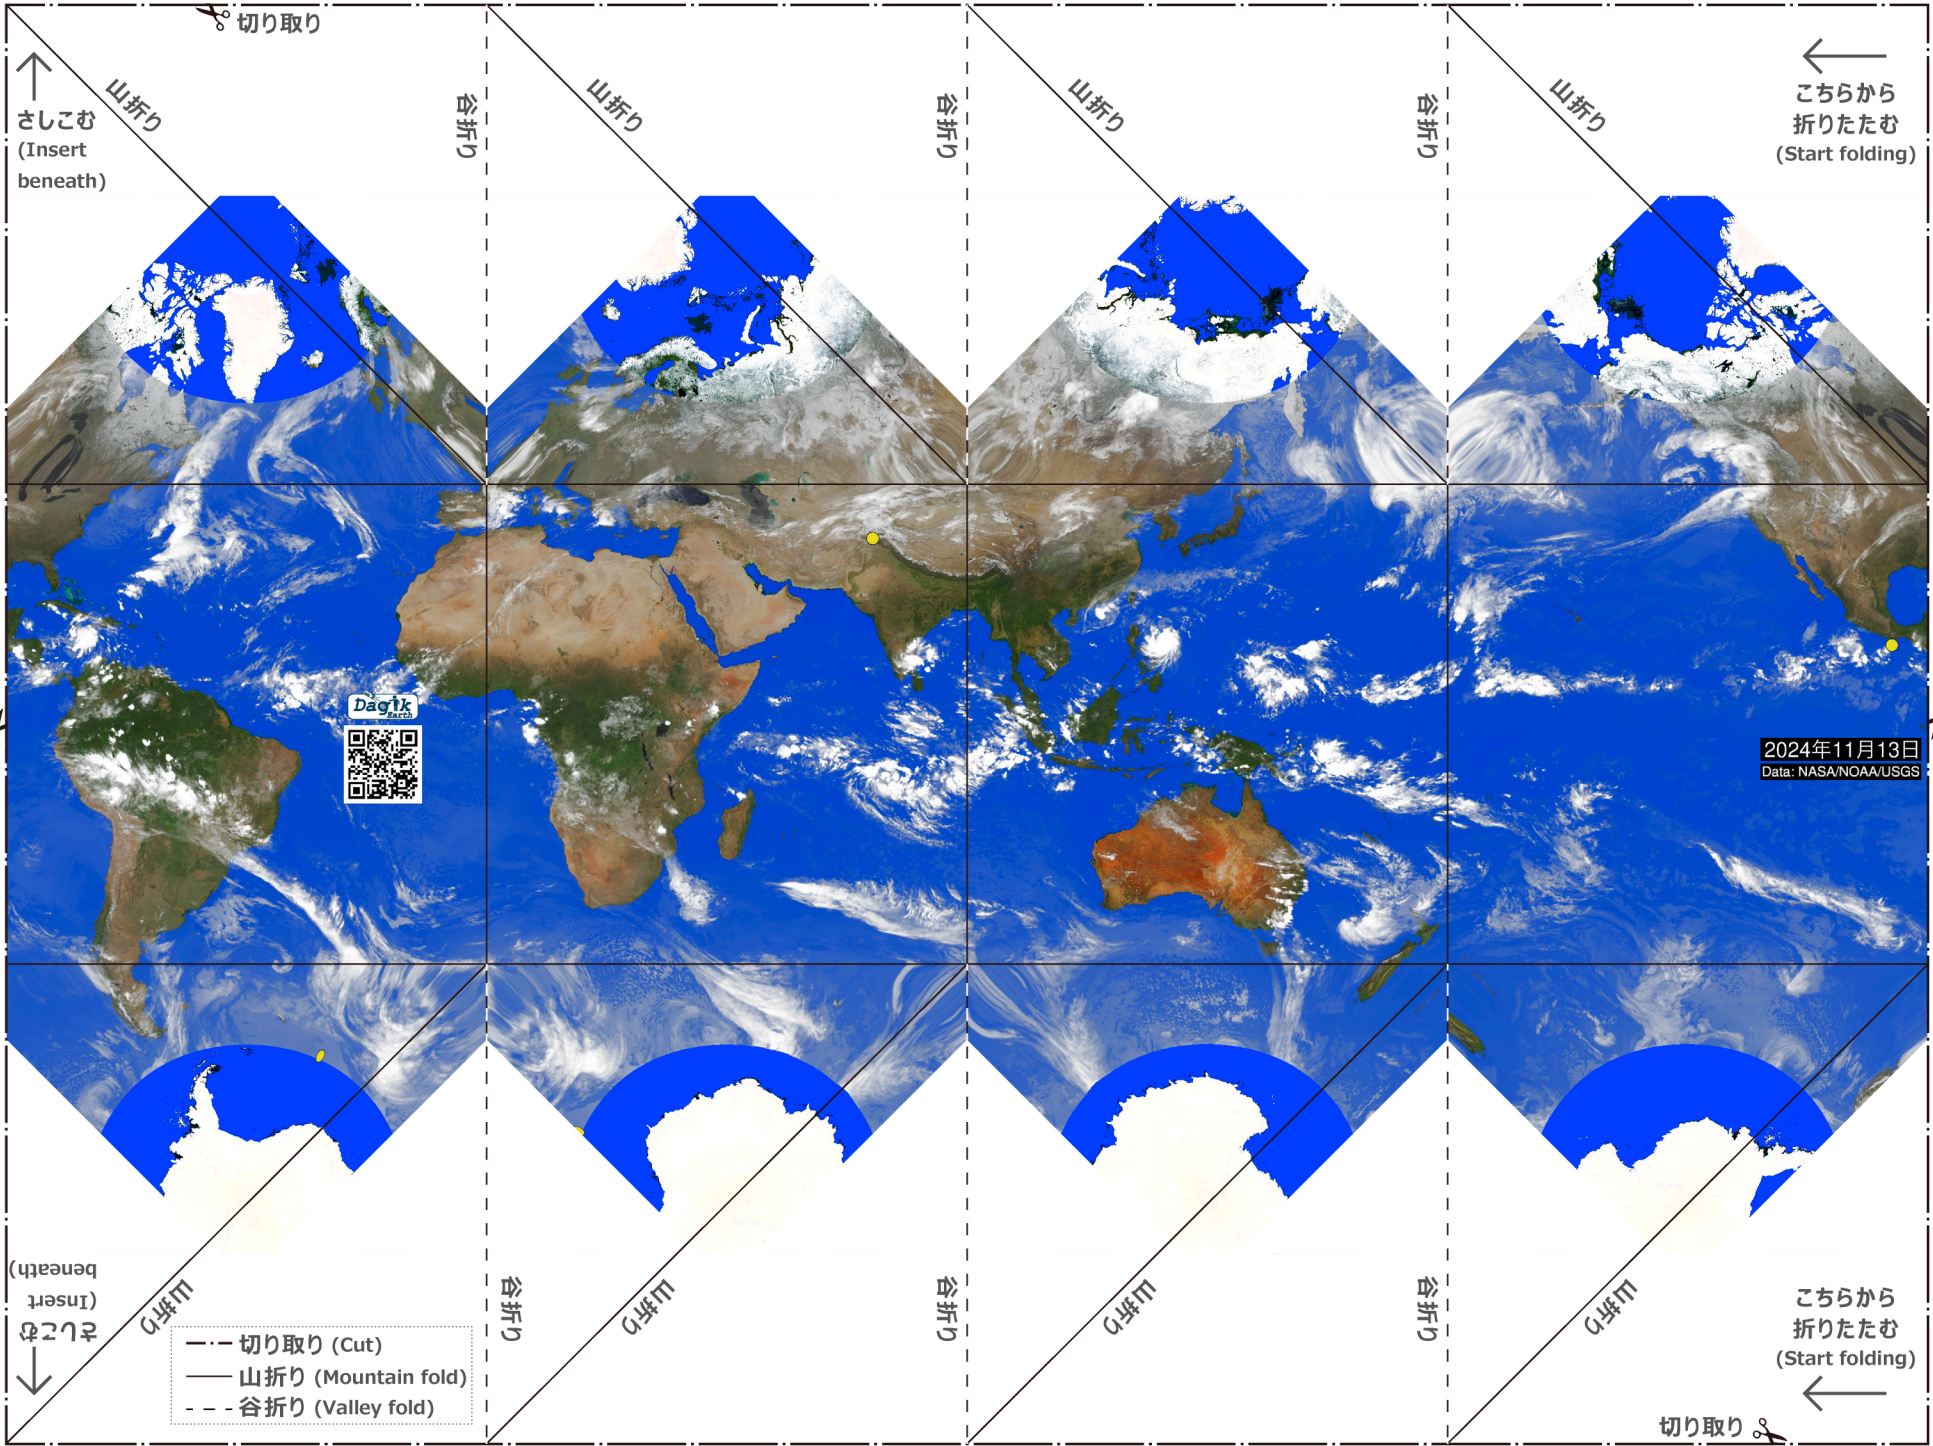 切り取り
さしこむ
(Insert
beneath)
山折り
谷折り
山折り
谷折り
山折り
谷折り
山折り
こちらから
折りたたむ
(Start folding)
Dagik
Earth
2024年11月13日
Data: NASA/NOAA/USGS
さしこむ
(Insert
beneath)
山折り
谷折り
山折り
谷折り
山折り
谷折り
山折り
こちらから
折りたたむ
(Start folding)
切り取り (Cut)
山折り (Mountain fold)
谷折り (Valley fold)
切り取り